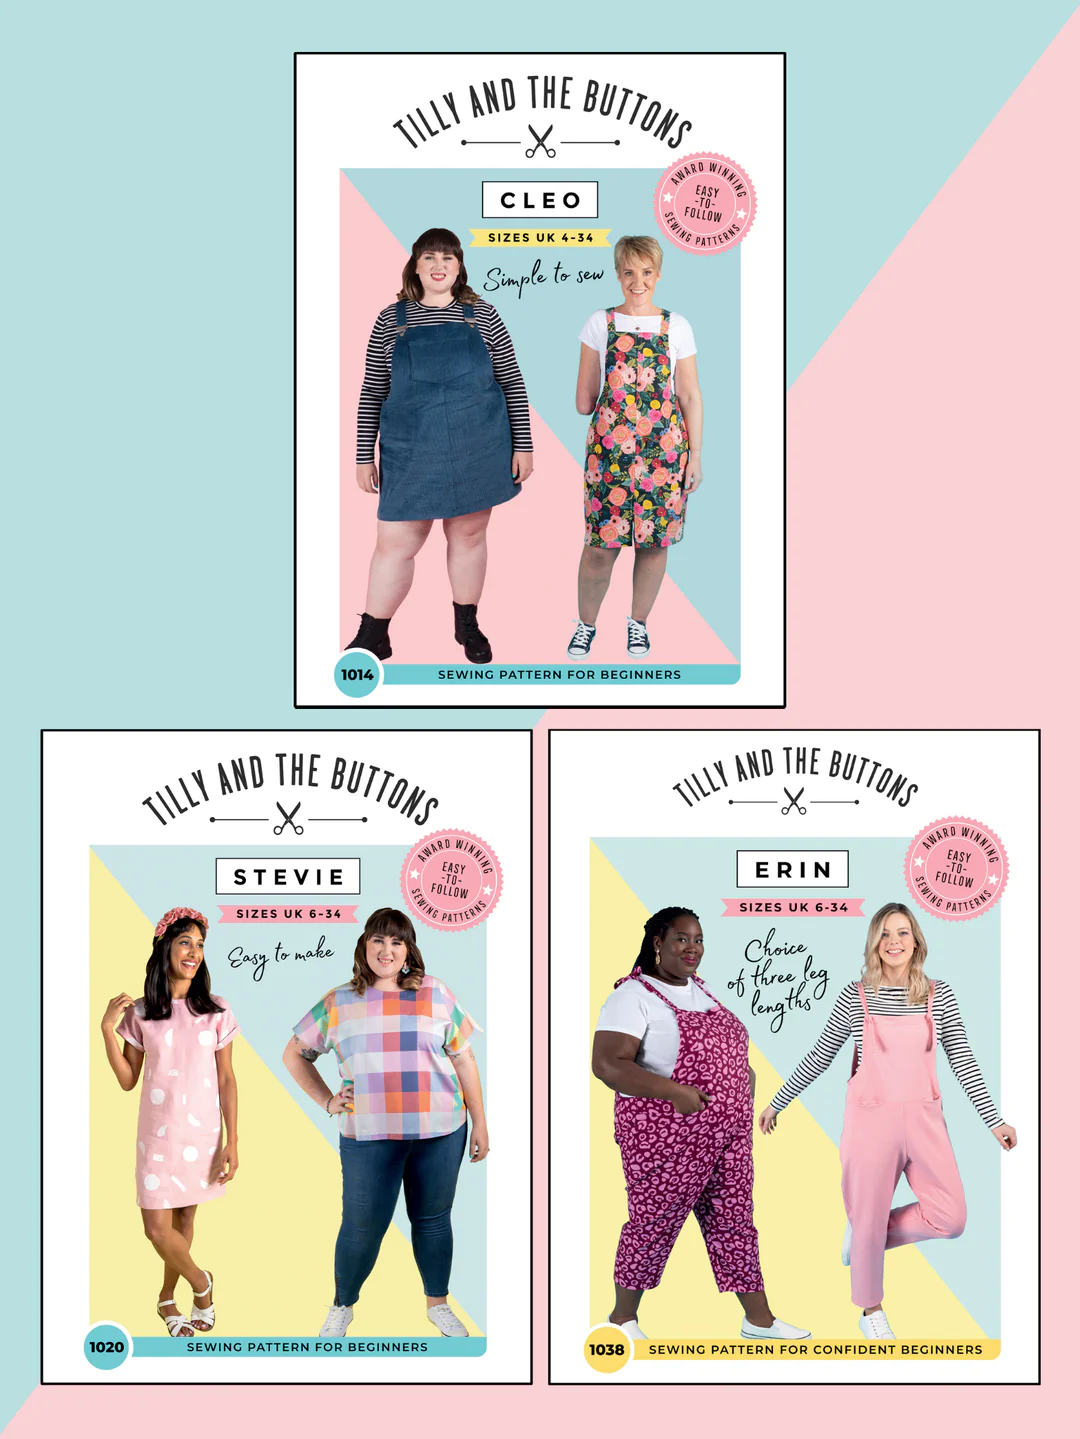 TILLY AND THE BUTTONS
CLEO
SIZES UK 4-34
Simple to sew
AWARD WINNING
EASY
-TO-
FOLLOW
SEWING PATTERNS
1014
SEWING PATTERN FOR BEGINNERS
TILLY AND THE BUTTONS
STEVIE
SIZES UK 6-34
Easy to make
AWARD WINNING
EASY
-TO-
FOLLOW
SEWING PATTERNS
1020
SEWING PATTERN FOR BEGINNERS
TILLY AND THE BUTTONS
ERIN
SIZES UK 6-34
Choice
of three leg
lengths
AWARD WINNING
EASY
-TO-
FOLLOW
SEWING PATTERNS
1038
SEWING PATTERN FOR CONFIDENT BEGINNERS